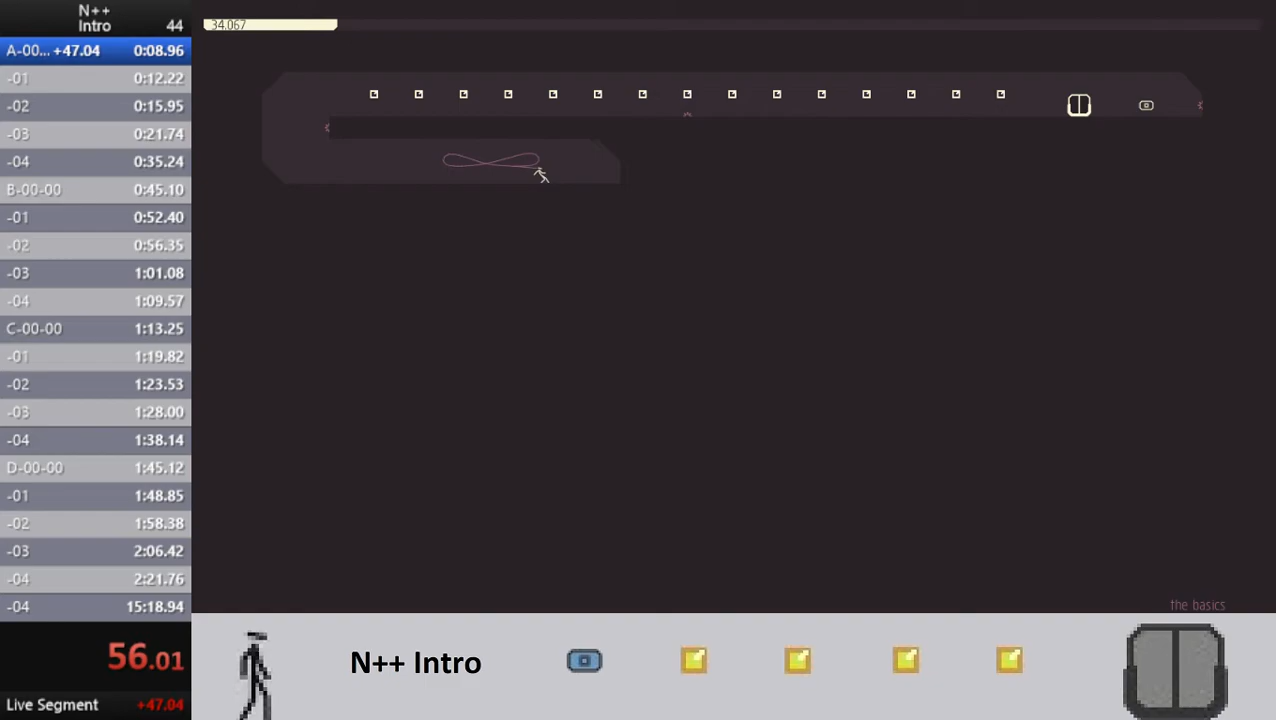 N++
Intro 44
34.067
A-00... +47.04 0:08.96
-01 0:12.22
-02 0:15.95
-03 0:21.74
-04 0:35.24
B-00-00 0:45.10
-01 0:52.40
-02 0:56.35
-03 1:01.08
-04 1:09.57
C-00-00 1:13.25
-01 1:19.82
-02 1:23.53
-03 1:28.00
-04 1:38.14
D-00-00 1:45.12
-01 1:48.85
-02 1:58.38
-03 2:06.42
-04 2:21.76
-04 15:18.94
the basics
56.01
N++ Intro
Live Segment +47.04